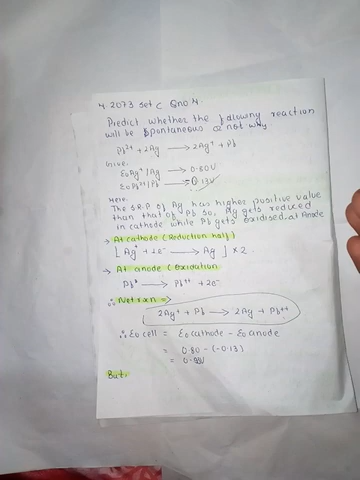 4. 2073 set C QNo 4.
Predict whether the following reaction
will be spontaneous or not why
Pb²⁺ + 2Ag → 2Ag⁺ + Pb
Given.
E₀Ag⁺|Ag → 0.80V
E₀Pb²⁺|Pb → -0.13V
Here.
The S.R.P of Ag has higher positive value
than that of Pb so, Ag gets reduced
in cathode while Pb gets oxidised at Anode
→ At cathode (Reduction half)
[Ag⁺ + 2e⁻ → Ag] × 2
→ At anode (Oxidation
Pb → Pb⁺⁺ + 2e⁻
∴ Net rxn ⇒
2Ag⁺ + Pb → 2Ag + Pb⁺⁺
∴ E₀ cell = E₀ cathode - E₀ anode
= 0.80 - (-0.13)
But.